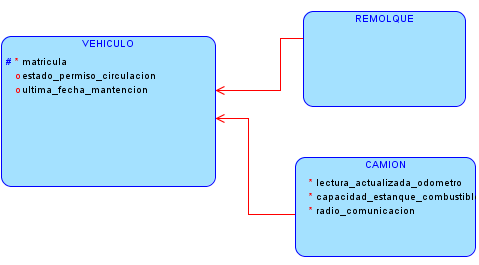 VEHICULO
# * matricula
o estado_permiso_circulacion
o ultima_fecha_mantencion
REMOLQUE
CAMION
* lectura_actualizada_odometro
* capacidad_estanque_combustibl
* radio_comunicacion